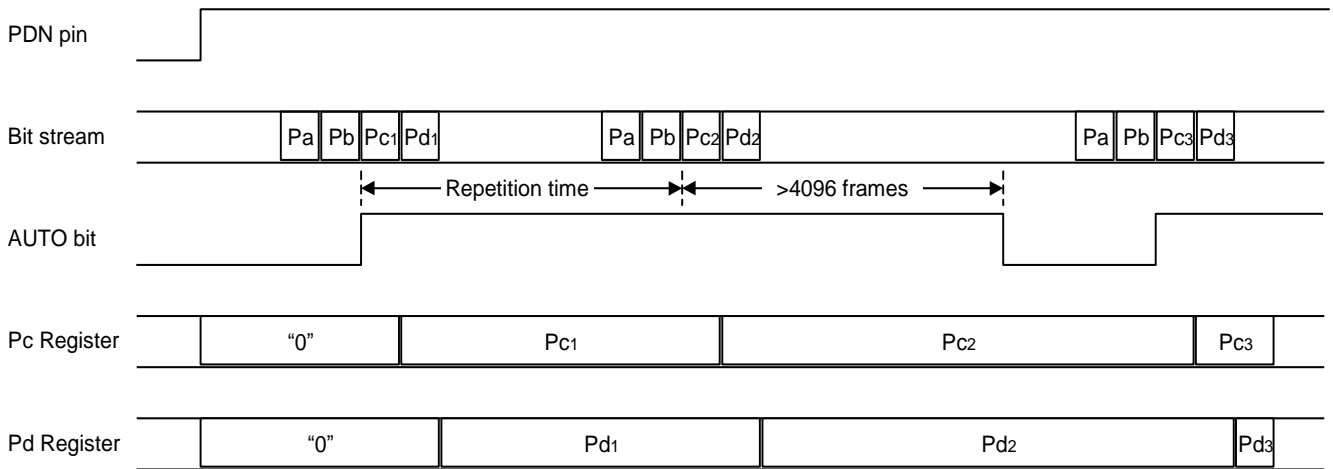 PDN pin
Bit stream
Pa Pb Pc1 Pd1 Pa Pb Pc2 Pd2 Pa Pb Pc3 Pd3
Repetition time >4096 frames
AUTO bit
Pc Register “0” Pc1 Pc2 Pc3
Pd Register “0” Pd1 Pd2 Pd3